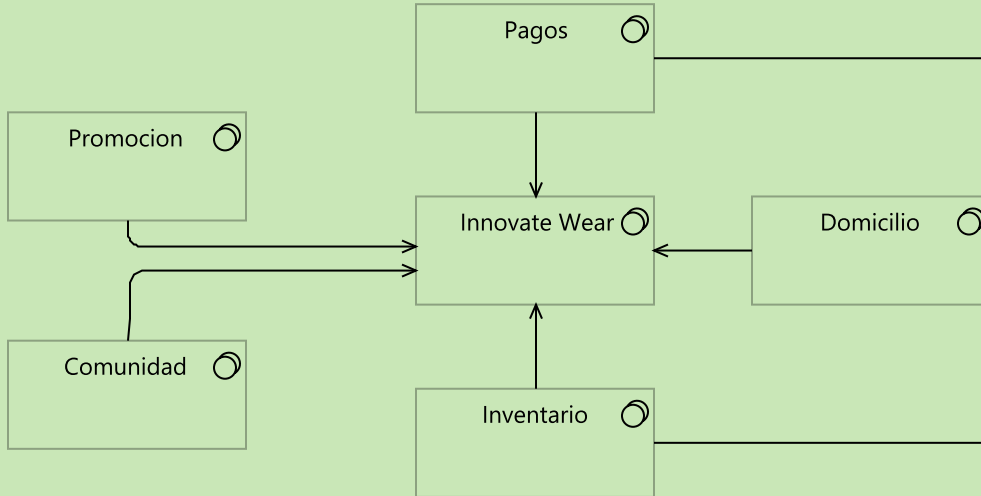 Pagos
Promocion
Innovate Wear
Domicilio
Comunidad
Inventario